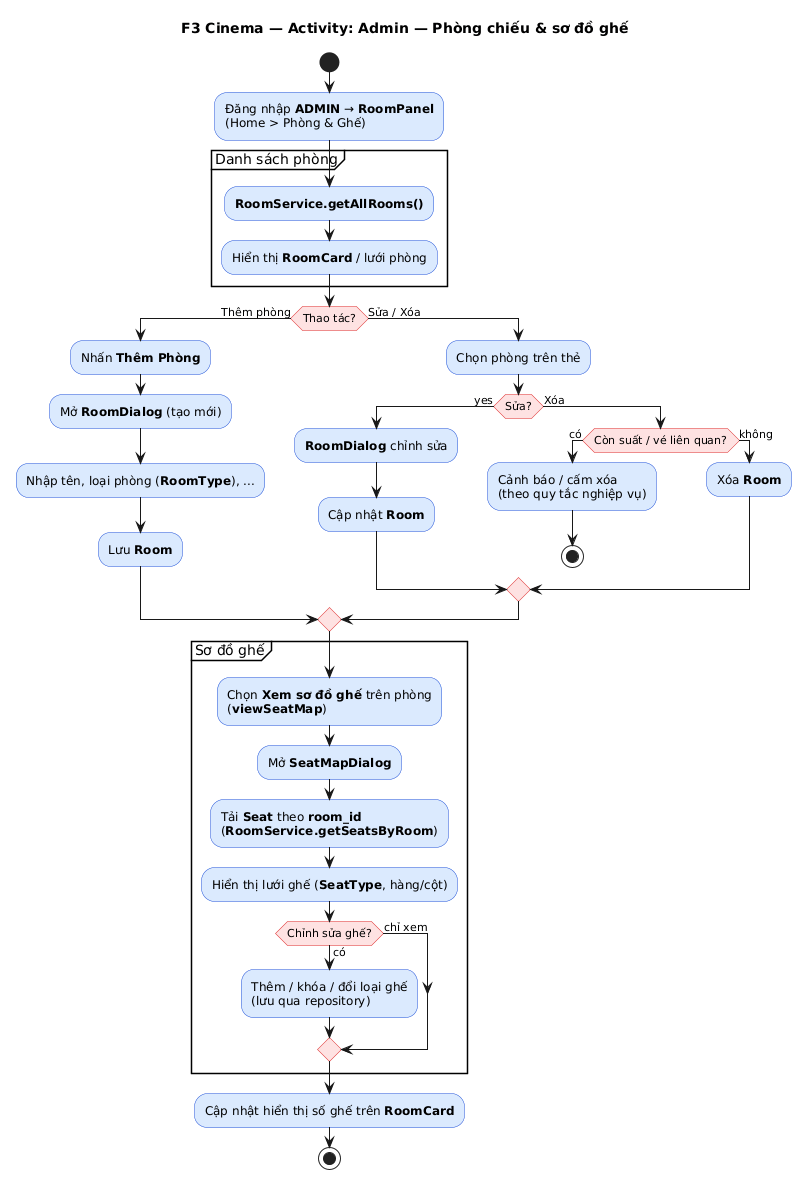 F3 Cinema — Activity: Admin — Phòng chiếu & sơ đồ ghế
Đăng nhập ADMIN → RoomPanel
(Home > Phòng & Ghế)
Danh sách phòng
RoomService.getAllRooms()
Hiển thị RoomCard / lưới phòng
Thêm phòng
Thao tác?
Sửa / Xóa
Nhấn Thêm Phòng
Mở RoomDialog (tạo mới)
Nhập tên, loại phòng (RoomType), ...
Lưu Room
Chọn phòng trên thẻ
yes
Sửa?
Xóa
RoomDialog chỉnh sửa
Cập nhật Room
có
Còn suất / vé liên quan?
không
Cảnh báo / cấm xóa
(theo quy tắc nghiệp vụ)
Xóa Room
Sơ đồ ghế
Chọn Xem sơ đồ ghế trên phòng
(viewSeatMap)
Mở SeatMapDialog
Tải Seat theo room_id
(RoomService.getSeatsByRoom)
Hiển thị lưới ghế (SeatType, hàng/cột)
Chỉnh sửa ghế?
chỉ xem
có
Thêm / khóa / đổi loại ghế
(lưu qua repository)
Cập nhật hiển thị số ghế trên RoomCard